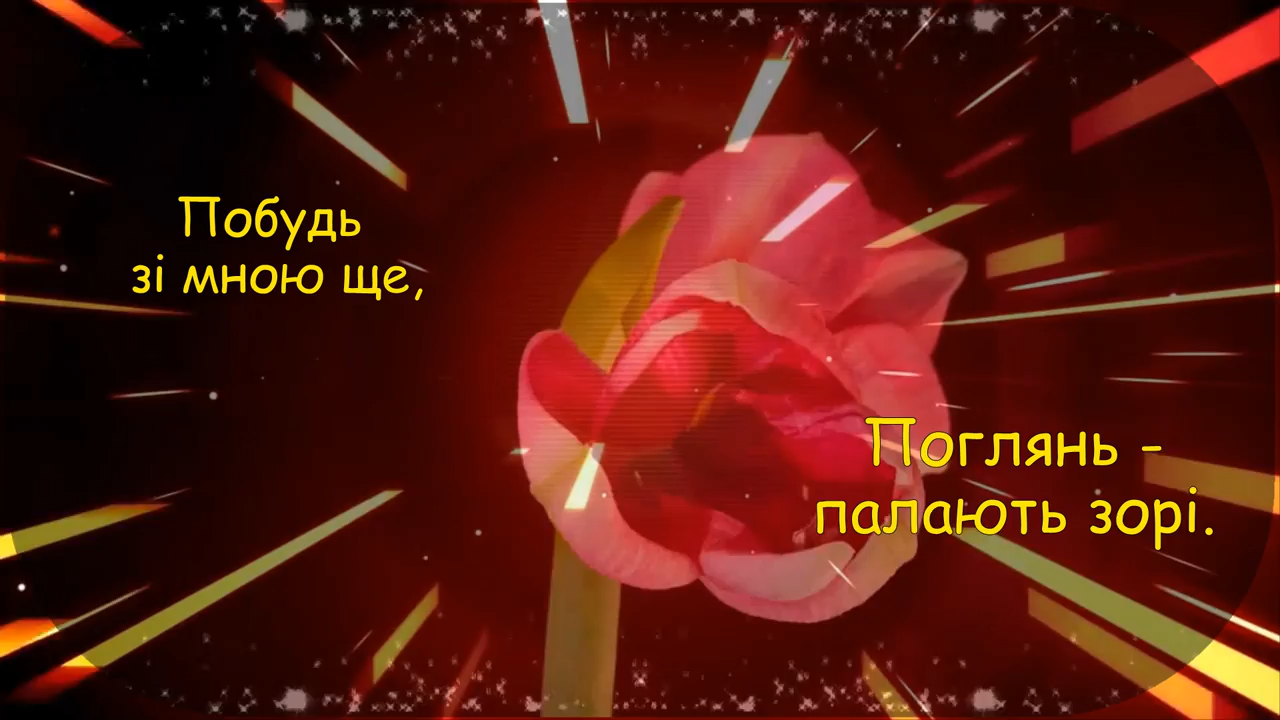 Побудь
зі мною ще,
Поглянь -
палають зорі.